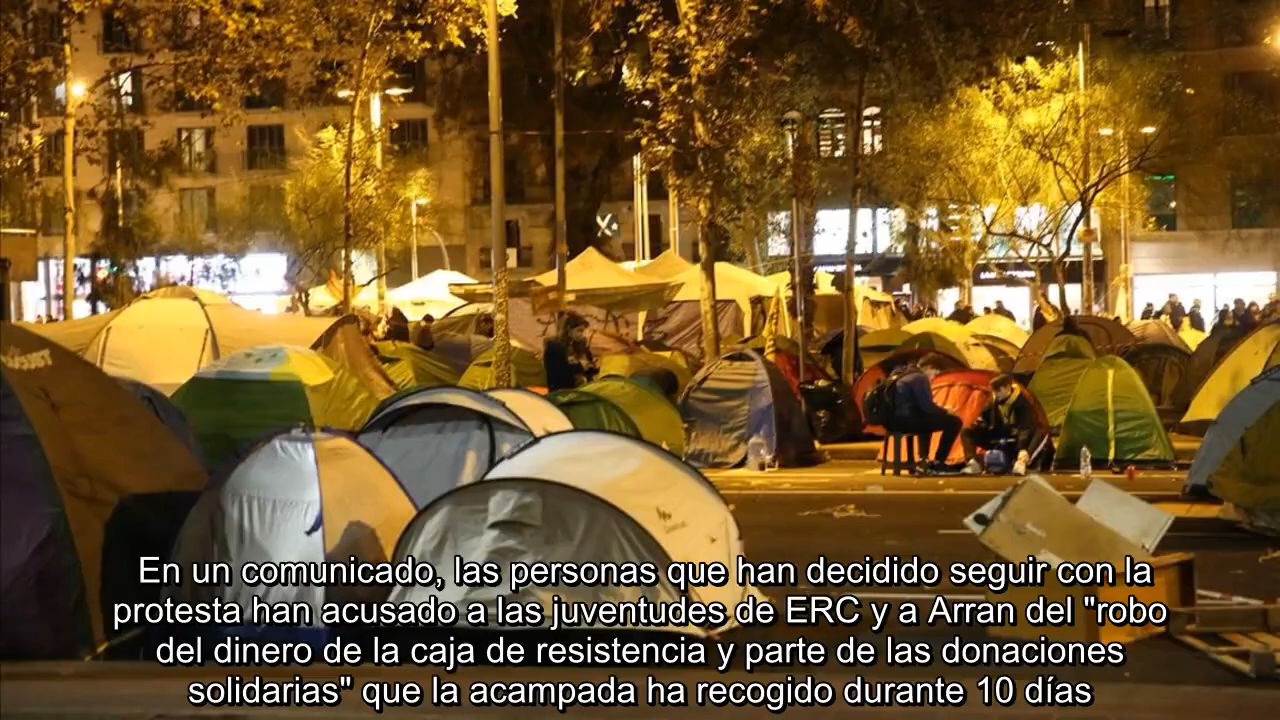 En un comunicado, las personas que han decidido seguir con la
protesta han acusado a las juventudes de ERC y a Arran del "robo
del dinero de la caja de resistencia y parte de las donaciones
solidarias" que la acampada ha recogido durante 10 días